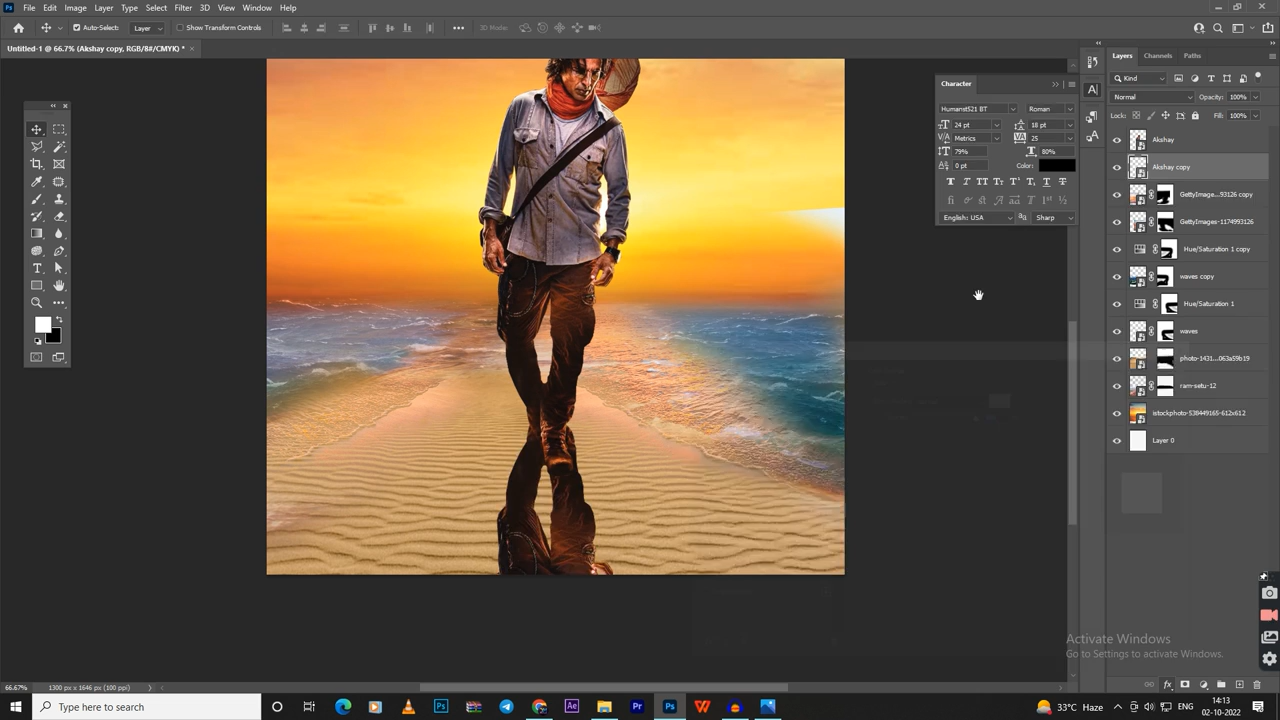 Ps File Edit Image Layer Type Select Filter 3D View Window Help
Auto-Select: Layer Show Transform Controls 3D Mode:
Untitled-1 @ 66.7% (Akshay copy, RGB/8#/CMYK) *
Layers Channels Paths
Kind
Normal Opacity: 100%
Lock: Fill: 100%
Akshay
Akshay copy
GettyImage...93126 copy
GettyImages-1174993126
Hue/Saturation 1 copy
waves copy
Hue/Saturation 1
waves
photo-1431...063a59b19
ram-setu-12
istockphoto-538449165-612x612
Layer 0
Character
Humanst521 BT Roman
24 pt 18 pt
Metrics 25
79% 80%
0 pt Color:
English: USA Sharp
Activate Windows
Go to Settings to activate Windows.
66.67% 1300 px x 1646 px (100 ppi)
Type here to search
33°C Haze
14:13
02-10-2022